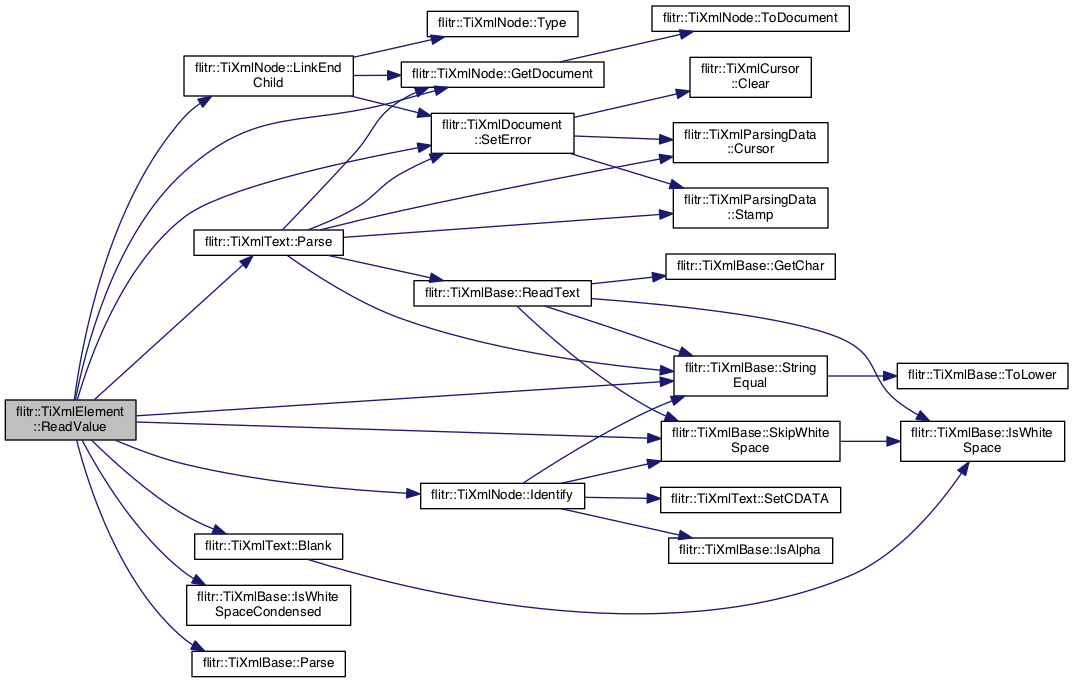 flitr::TiXmlNode::Type
flitr::TiXmlNode::ToDocument
flitr::TiXmlNode::LinkEnd
Child
flitr::TiXmlNode::GetDocument
flitr::TiXmlCursor
::Clear
flitr::TiXmlDocument
::SetError
flitr::TiXmlParsingData
::Cursor
flitr::TiXmlParsingData
::Stamp
flitr::TiXmlText::Parse
flitr::TiXmlBase::GetChar
flitr::TiXmlBase::ReadText
flitr::TiXmlBase::String
Equal
flitr::TiXmlBase::ToLower
flitr::TiXmlElement
::ReadValue
flitr::TiXmlBase::SkipWhite
Space
flitr::TiXmlBase::IsWhite
Space
flitr::TiXmlNode::Identify
flitr::TiXmlText::SetCDATA
flitr::TiXmlText::Blank
flitr::TiXmlBase::IsAlpha
flitr::TiXmlBase::IsWhite
SpaceCondensed
flitr::TiXmlBase::Parse